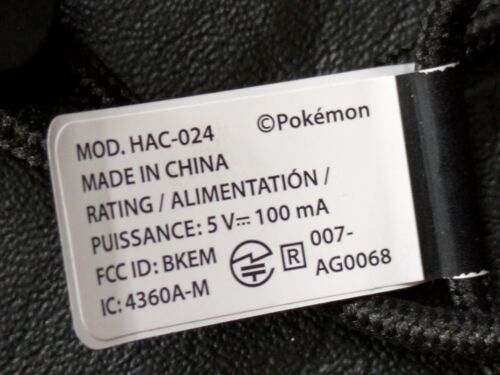 ©Pokémon
MOD. HAC-024
MADE IN CHINA
RATING / ALIMENTATIÓN /
PUISSANCE: 5 V⎓ 100 mA
FCC ID: BKEM
IC: 4360A-M
R 007-
AG0068